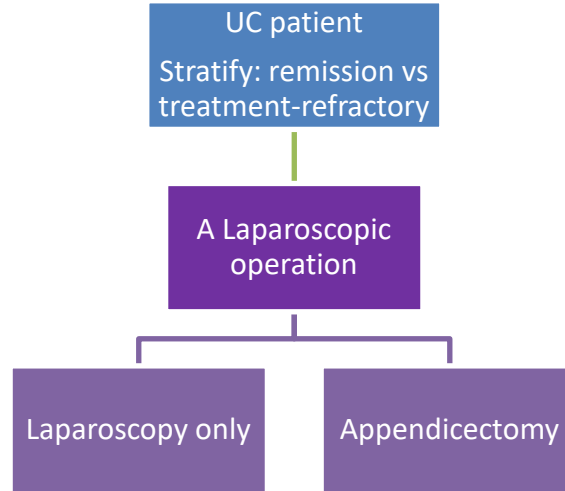 UC patient
Stratify: remission vs
treatment-refractory
A Laparoscopic
operation
Laparoscopy only
Appendicectomy